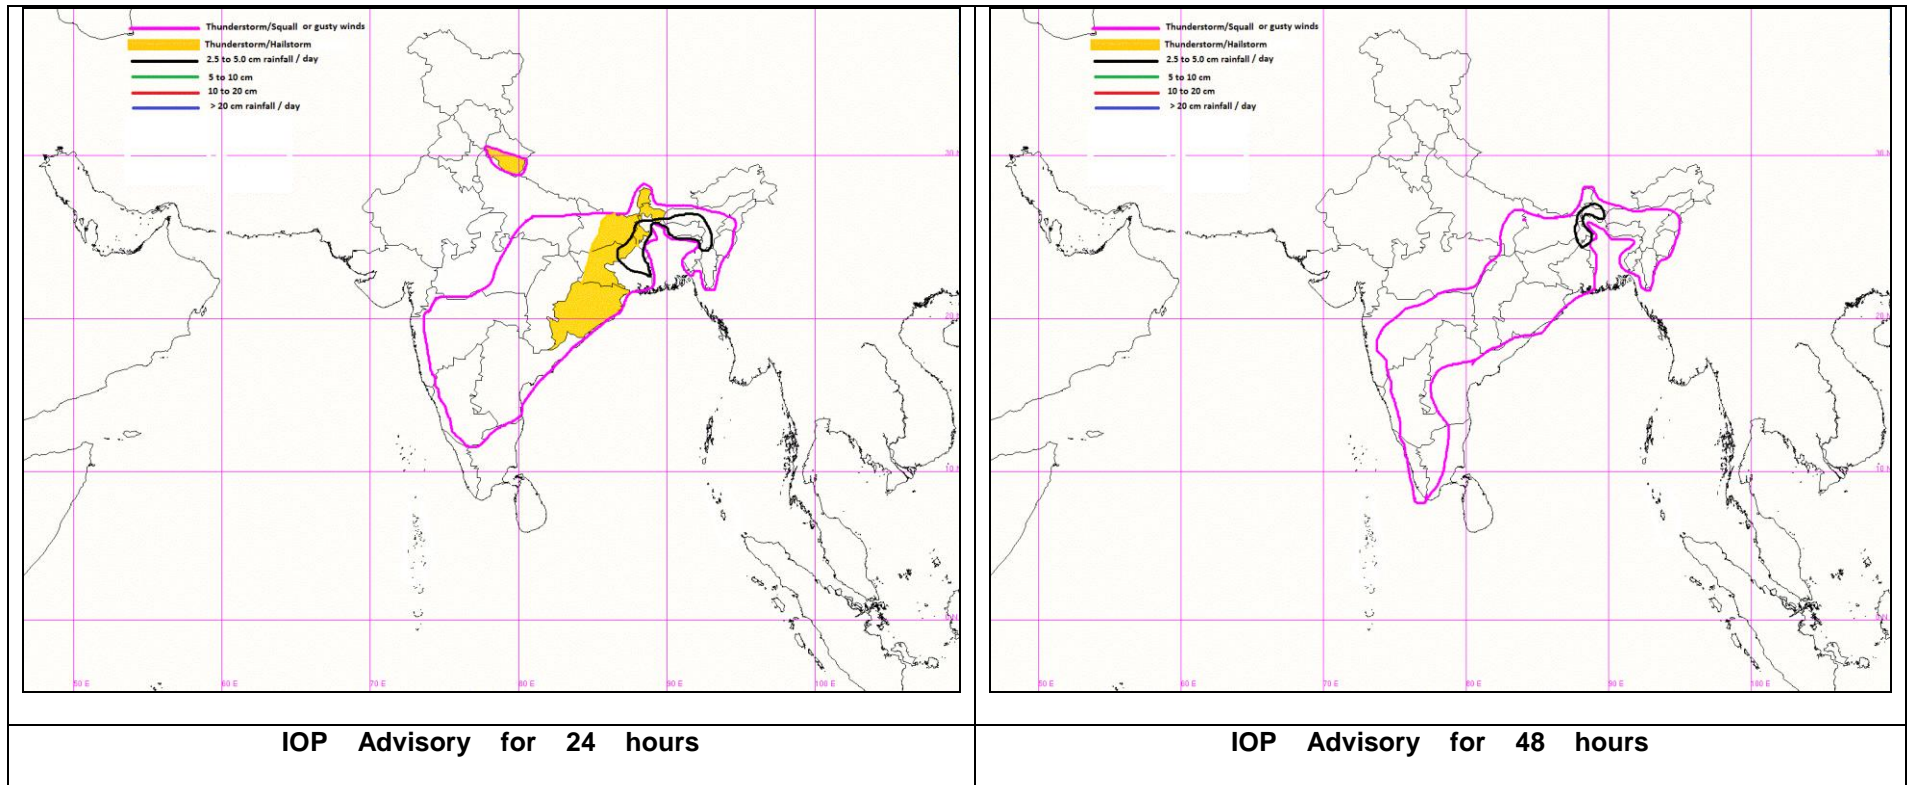 Thunderstorm/Squall or gusty winds
Thunderstorm/Hailstorm
2.5 to 5.0 cm rainfall / day
5 to 10 cm
10 to 20 cm
> 20 cm rainfall / day
50 E
60 E
70 E
80 E
90 E
100 E
IOP Advisory for 24 hours
Thunderstorm/Squall or gusty winds
Thunderstorm/Hailstorm
2.5 to 5.0 cm rainfall / day
5 to 10 cm
10 to 20 cm
> 20 cm rainfall / day
50 E
60 E
70 E
80 E
90 E
100 E
IOP Advisory for 48 hours